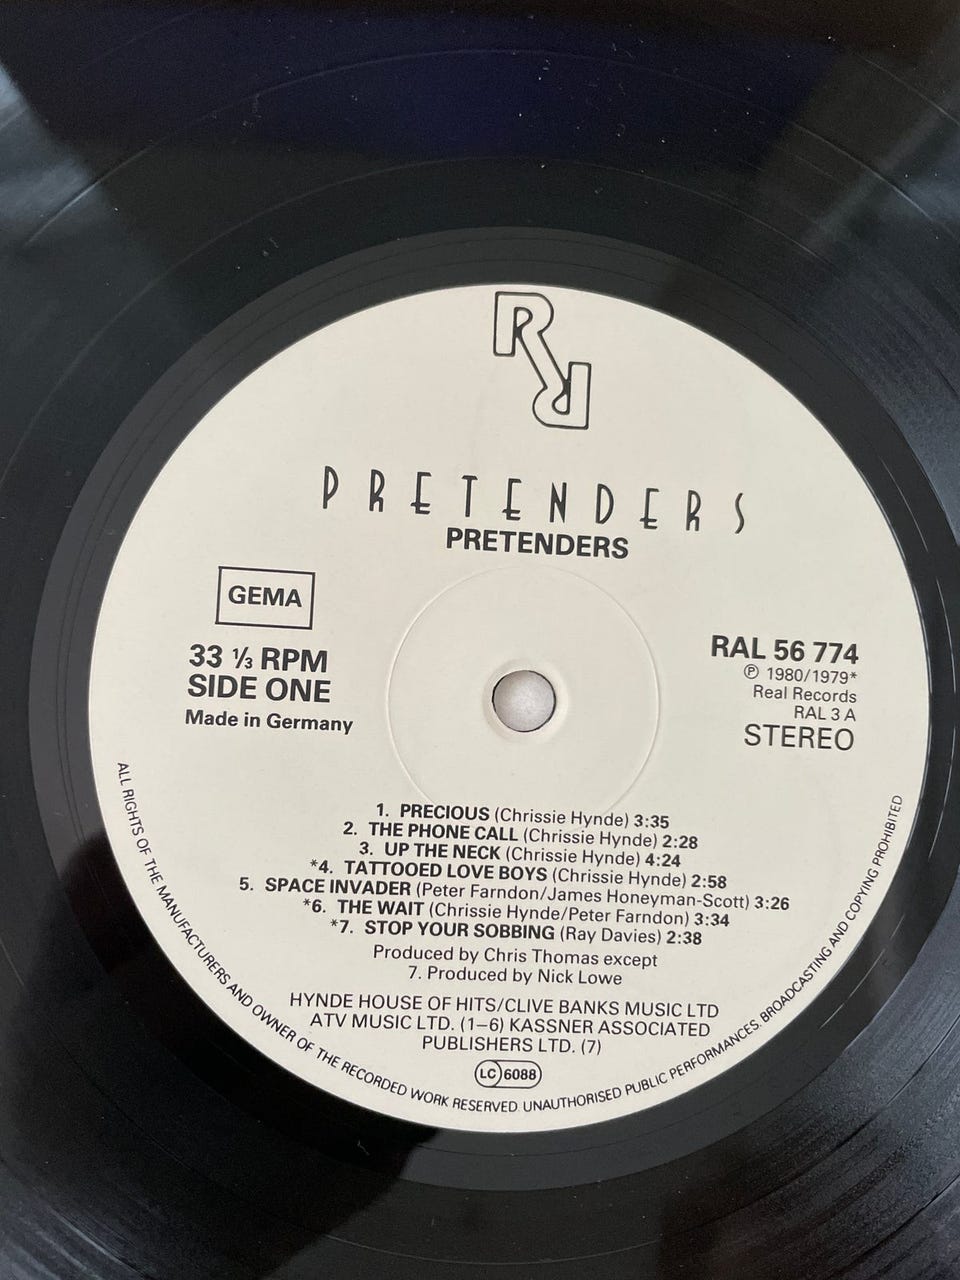 PRETENDERS
PRETENDERS
GEMA
33 ⅓ RPM
SIDE ONE
Made in Germany
RAL 56 774
℗ 1980/1979*
Real Records
RAL 3 A
STEREO
1. PRECIOUS (Chrissie Hynde) 3:35
2. THE PHONE CALL (Chrissie Hynde) 2:28
3. UP THE NECK (Chrissie Hynde) 4:24
*4. TATTOOED LOVE BOYS (Chrissie Hynde) 2:58
5. SPACE INVADER (Peter Farndon/James Honeyman-Scott) 3:26
*6. THE WAIT (Chrissie Hynde/Peter Farndon) 3:34
*7. STOP YOUR SOBBING (Ray Davies) 2:38
Produced by Chris Thomas except
7. Produced by Nick Lowe
HYNDE HOUSE OF HITS/CLIVE BANKS MUSIC LTD
ATV MUSIC LTD. (1–6) KASSNER ASSOCIATED
PUBLISHERS LTD. (7)
LC 6088
ALL RIGHTS OF THE MANUFACTURERS AND OWNER OF THE RECORDED WORK RESERVED. UNAUTHORISED PUBLIC PERFORMANCES. BROADCASTING AND COPYING PROHIBITED